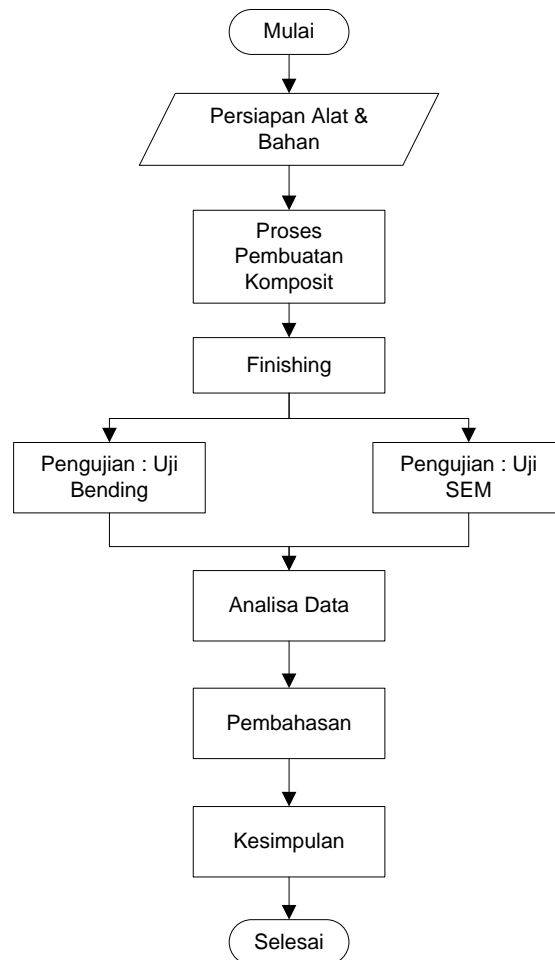 Mulai
Persiapan Alat &
Bahan
Proses
Pembuatan
Komposit
Finishing
Pengujian : Uji
Bending
Pengujian : Uji
SEM
Analisa Data
Pembahasan
Kesimpulan
Selesai